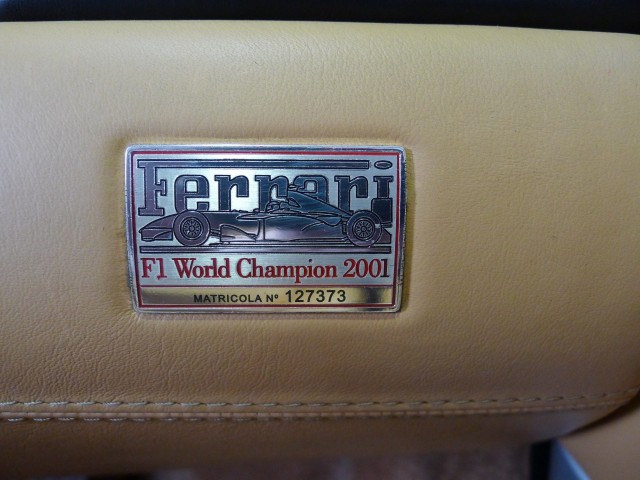 Ferrari
F1 World Champion 2001
MATRICOLA Nº 127373